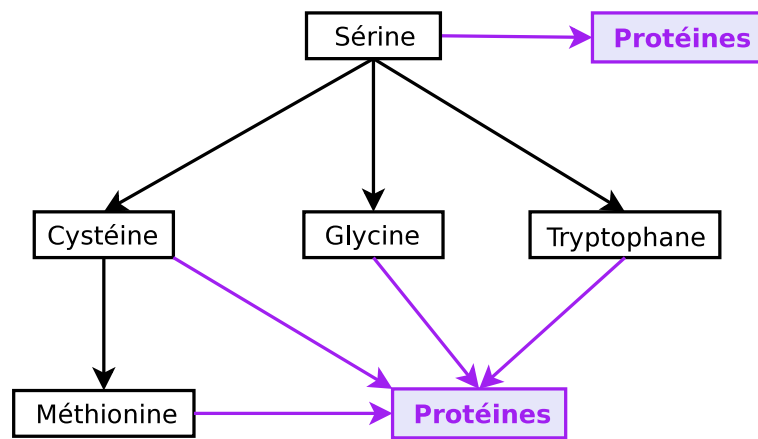 Sérine
Protéines
Cystéine
Glycine
Tryptophane
Méthionine
Protéines